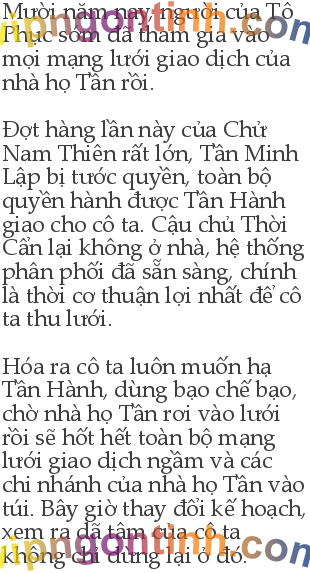 Mười năm nay người của Tô
Phục sớm đã tham gia vào
mọi mạng lưới giao dịch của
nhà họ Tần rồi.
Đợt hàng lần này của Chử
Nam Thiên rất lớn, Tần Minh
Lập bị tước quyền, toàn bộ
quyền hành được Tần Hành
giao cho cô ta. Cậu chủ Thời
Cẩn lại không ở nhà, hệ thống
phân phối đã sẵn sàng, chính
là thời cơ thuận lợi nhất để cô
ta thu lưới.
Hóa ra cô ta luôn muốn hạ
Tần Hành, dùng bạo chế bạo,
chờ nhà họ Tần rơi vào lưới
rồi sẽ hốt hết toàn bộ mạng
lưới giao dịch ngầm và các
chi nhánh của nhà họ Tần vào
túi. Bây giờ thay đổi kế hoạch,
xem ra dã tâm của cô ta
không chỉ dừng lại ở đó.
vipngontinh.com
vipngontinh.com